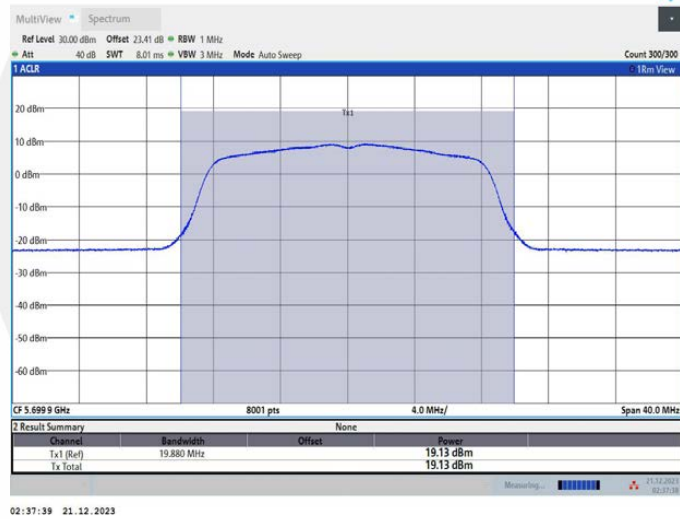 MultiView Spectrum
Ref Level 30.00 dBm Offset 23.41 dB RBW 1 MHz
Att 40 dB SWT 8.01 ms VBW 3 MHz Mode Auto Sweep Count 300/300
1 ACLR 1Rm View
Tx1
20 dBm
10 dBm
0 dBm
-10 dBm
-20 dBm
-30 dBm
-40 dBm
-50 dBm
-60 dBm
CF 5.699 9 GHz 8001 pts 4.0 MHz/ Span 40.0 MHz
2 Result Summary None
Channel Bandwidth Offset Power
Tx1 (Ref) 19.880 MHz 19.13 dBm
Tx Total 19.13 dBm
Measuring... 21.12.2023
02:37:38
02:37:39 21.12.2023